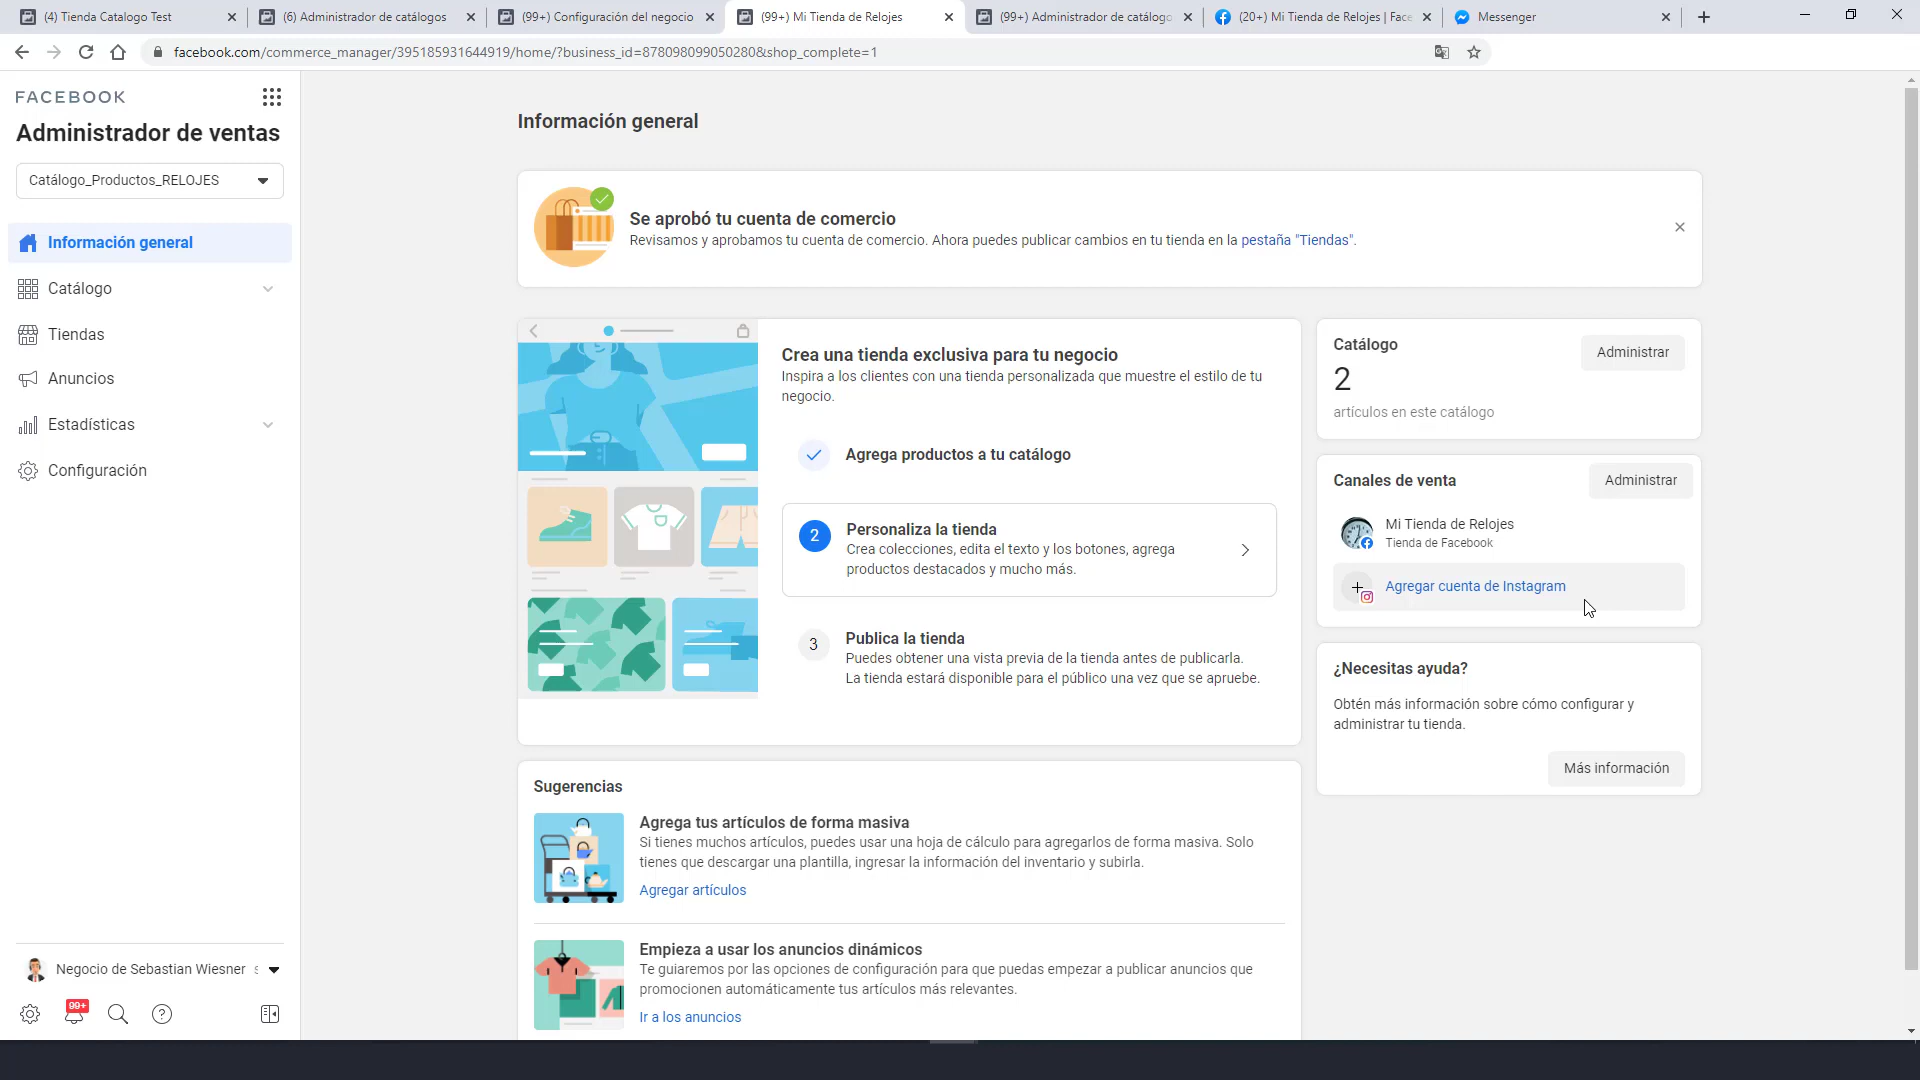 (4) Tienda Catalogo Test
(6) Administrador de catálogos
(99+) Configuración del negocio
(99+) Mi Tienda de Relojes
(99+) Administrador de catálogo
(20+) Mi Tienda de Relojes | Face
Messenger
facebook.com/commerce_manager/395185931644919/home/?business_id=878098099050280&shop_complete=1
FACEBOOK
Administrador de ventas
Catálogo_Productos_RELOJES
Información general
Catálogo
Tiendas
Anuncios
Estadísticas
Configuración
Negocio de Sebastian Wiesner s
99+
Información general
Se aprobó tu cuenta de comercio
Revisamos y aprobamos tu cuenta de comercio. Ahora puedes publicar cambios en tu tienda en la pestaña "Tiendas".
Crea una tienda exclusiva para tu negocio
Inspira a los clientes con una tienda personalizada que muestre el estilo de tu
negocio.
Agrega productos a tu catálogo
2
Personaliza la tienda
Crea colecciones, edita el texto y los botones, agrega
productos destacados y mucho más.
3
Publica la tienda
Puedes obtener una vista previa de la tienda antes de publicarla.
La tienda estará disponible para el público una vez que se apruebe.
Sugerencias
Agrega tus artículos de forma masiva
Si tienes muchos artículos, puedes usar una hoja de cálculo para agregarlos de forma masiva. Solo
tienes que descargar una plantilla, ingresar la información del inventario y subirla.
Agregar artículos
Empieza a usar los anuncios dinámicos
Te guiaremos por las opciones de configuración para que puedas empezar a publicar anuncios que
promocionen automáticamente tus artículos más relevantes.
Ir a los anuncios
Catálogo
Administrar
2
artículos en este catálogo
Canales de venta
Administrar
Mi Tienda de Relojes
Tienda de Facebook
Agregar cuenta de Instagram
¿Necesitas ayuda?
Obtén más información sobre cómo configurar y
administrar tu tienda.
Más información